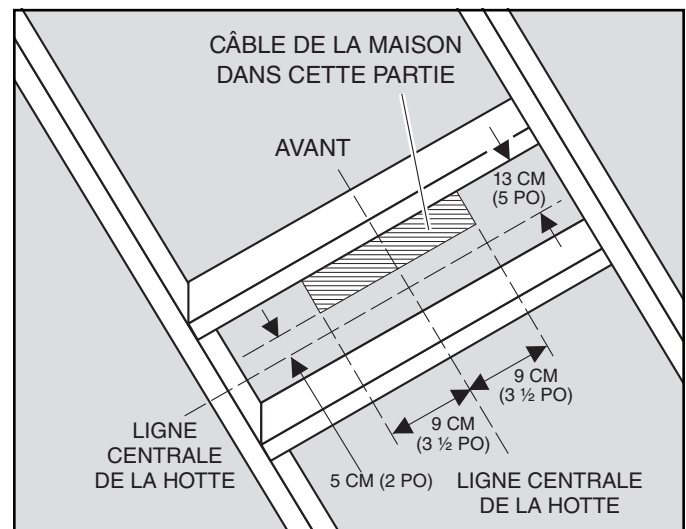 CÂBLE DE LA MAISON
DANS CETTE PARTIE
AVANT
13 CM
(5 PO)
9 CM
(3 ½ PO)
9 CM
(3 ½ PO)
LIGNE
CENTRALE
DE LA HOTTE
5 CM (2 PO)
LIGNE CENTRALE
DE LA HOTTE